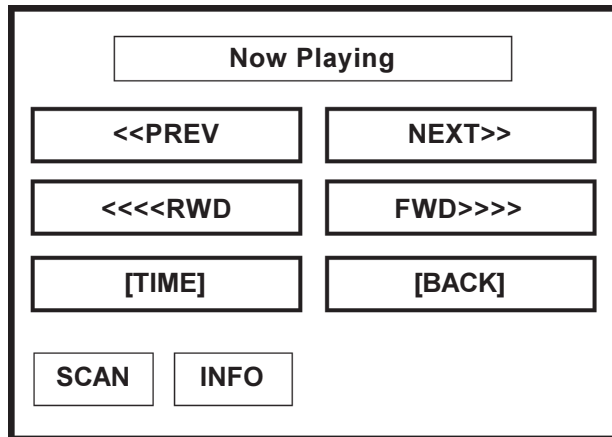 Now Playing
<<PREV NEXT>>
<<<<RWD FWD>>>>
[TIME] [BACK]
SCAN INFO